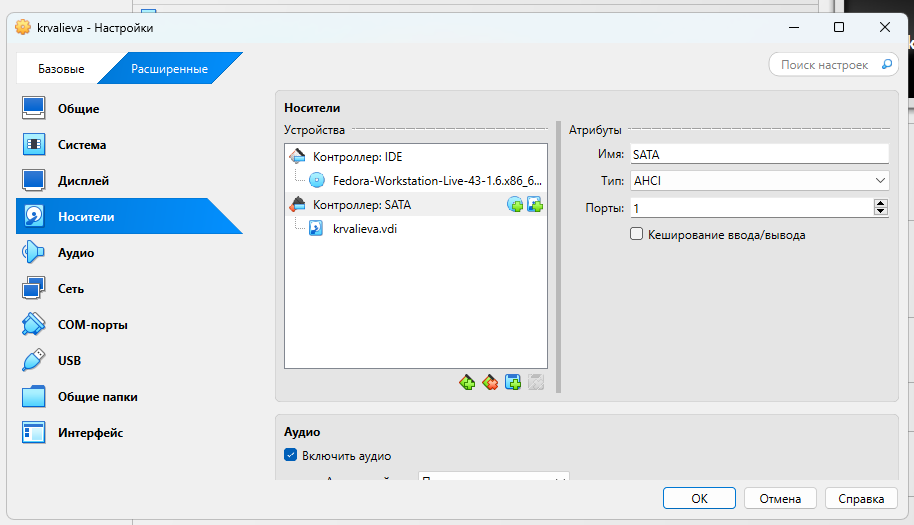 krvalieva - Настройки
Базовые
Расширенные
Поиск настроек
Общие
Система
Дисплей
Носители
Аудио
Сеть
COM-порты
USB
Общие папки
Интерфейс
Носители
Устройства
Контроллер: IDE
Fedora-Workstation-Live-43-1.6.x86_6...
Контроллер: SATA
krvalieva.vdi
Атрибуты
Имя: SATA
Тип: AHCI
Порты: 1
Кеширование ввода/вывода
Аудио
Включить аудио
OK
Отмена
Справка